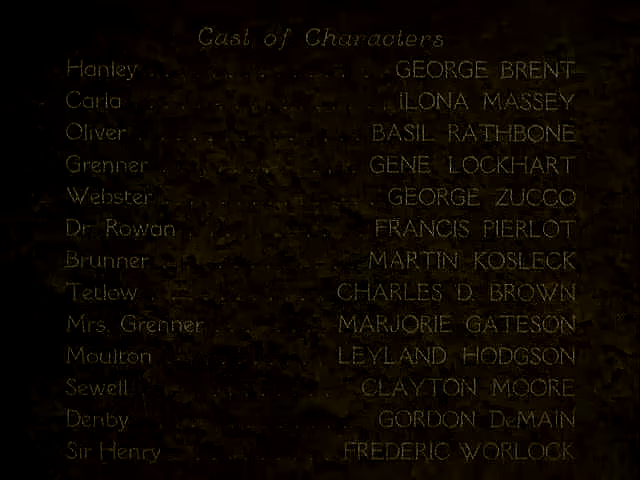 Cast of Characters
Hanley . . . . . . . . . . . . . . GEORGE BRENT
Carla . . . . . . . . . . . . . . ILONA MASSEY
Oliver . . . . . . . . . . . . . . BASIL RATHBONE
Grenner . . . . . . . . . . . . GENE LOCKHART
Webster . . . . . . . . . . . . GEORGE ZUCCO
Dr. Rowan . . . . . . . . . . FRANCIS PIERLOT
Brunner . . . . . . . . . . . . MARTIN KOSLECK
Tetlow . . . . . . . . . . . . CHARLES D. BROWN
Mrs. Grenner . . . . . . . MARJORIE GATESON
Moulton . . . . . . . . . . LEYLAND HODGSON
Sewell . . . . . . . . . . . . CLAYTON MOORE
Denby . . . . . . . . . . . . GORDON DeMAIN
Sir Henry . . . . . . . . . . FREDERIC WORLOCK